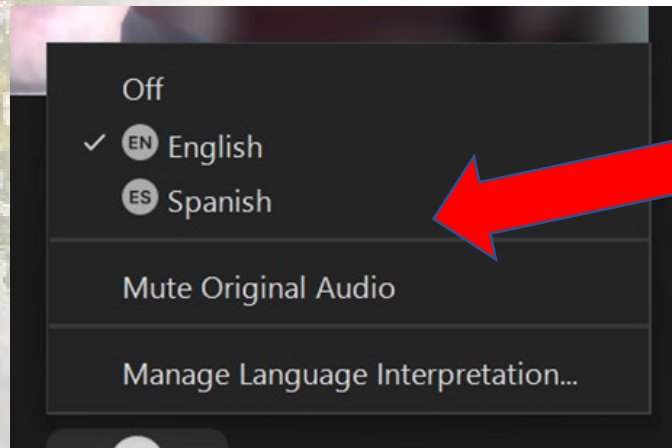 Off
✓ EN English
ES Spanish
Mute Original Audio
Manage Language Interpretation...